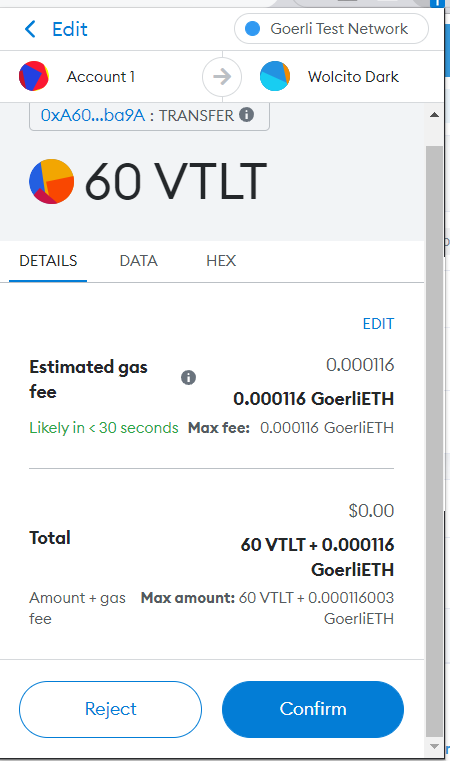 Edit
Goerli Test Network
Account 1
Wolcito Dark
0xA60...ba9A : TRANSFER
60 VTLT
DETAILS DATA HEX
EDIT
Estimated gas fee
0.000116
0.000116 GoerliETH
Likely in < 30 seconds Max fee: 0.000116 GoerliETH
$0.00
Total
60 VTLT + 0.000116
GoerliETH
Amount + gas fee
Max amount: 60 VTLT + 0.000116003
GoerliETH
Reject
Confirm